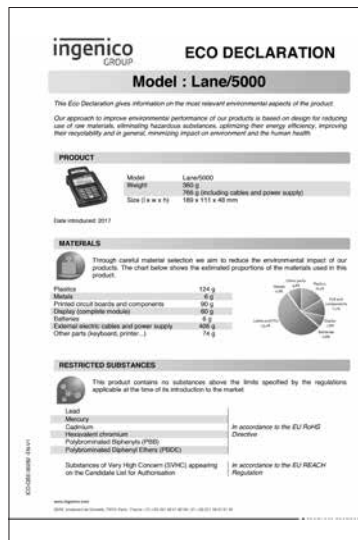 ingenico
GROUP
ECO DECLARATION
Model : Lane/5000
This Eco Declaration gives information on the most relevant environmental aspects of the product.
Our approach to improve environmental performance of our products is based on design for reducing
use of raw materials, eliminating hazardous substances, optimizing their energy efficiency, improving
their recyclability and in general, minimizing impact on environment and the human health.
PRODUCT
Model Lane/5000
Weight 360 g
766 g (including cables and power supply)
Size (l x w x h) 189 x 111 x 48 mm
Date introduced: 2017
MATERIALS
Through careful material selection we aim to reduce the environmental impact of our
products. The chart below shows the estimated proportions of the materials used in this
product.
Plastics 124 g
Metals 6 g
Printed circuit boards and components 90 g
Display (complete module) 60 g
Batteries 6 g
External electric cables and power supply 406 g
Other parts (keyboard, printer...) 74 g
RESTRICTED SUBSTANCES
This product contains no substances above the limits specified by the regulations
applicable at the time of its introduction to the market.
Lead
Mercury
Cadmium
Hexavalent chromium
Polybrominated Biphenyls (PBB)
Polybrominated Diphenyl Ethers (PBDE)
In accordance to the EU RoHS
Directive
Substances of Very High Concern (SVHC) appearing
on the Candidate List for Authorisation
In accordance to the EU REACH
Regulation
www.ingenico.com